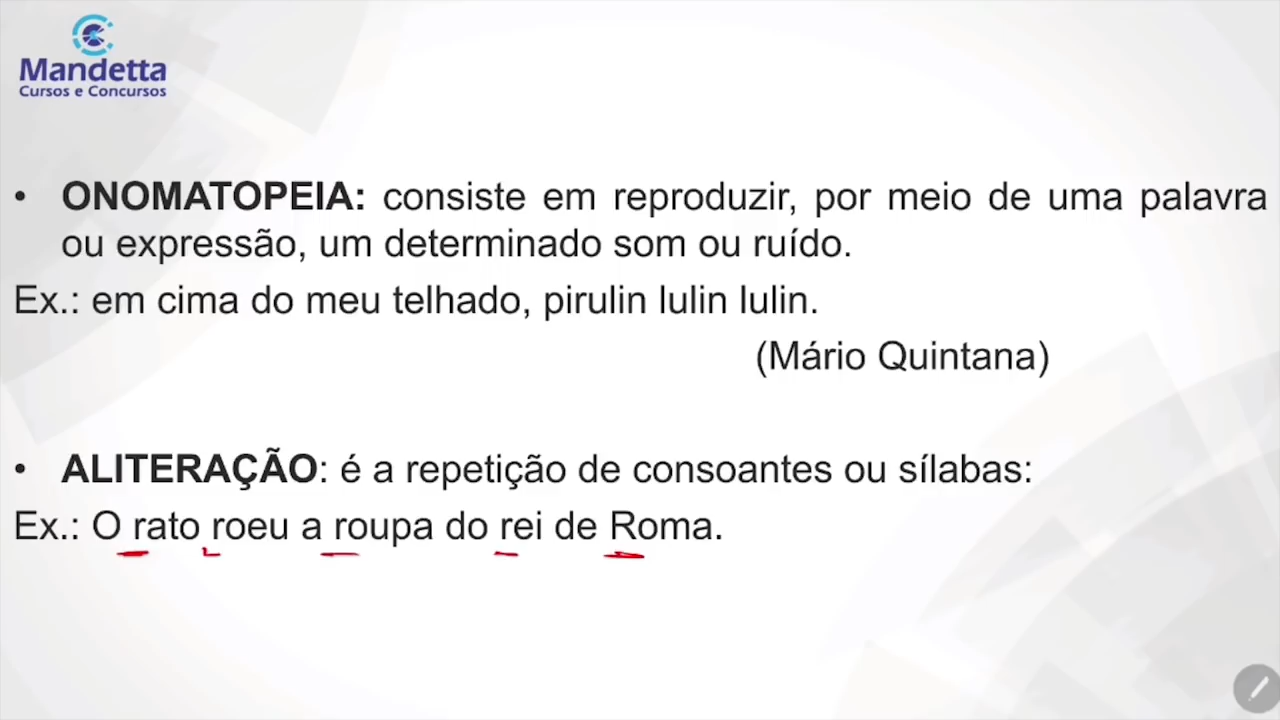 Mandetta
Cursos e Concursos
• ONOMATOPEIA: consiste em reproduzir, por meio de uma palavra
ou expressão, um determinado som ou ruído.
Ex.: em cima do meu telhado, pirulin lulin lulin.
(Mário Quintana)
• ALITERAÇÃO: é a repetição de consoantes ou sílabas:
Ex.: O rato roeu a roupa do rei de Roma.